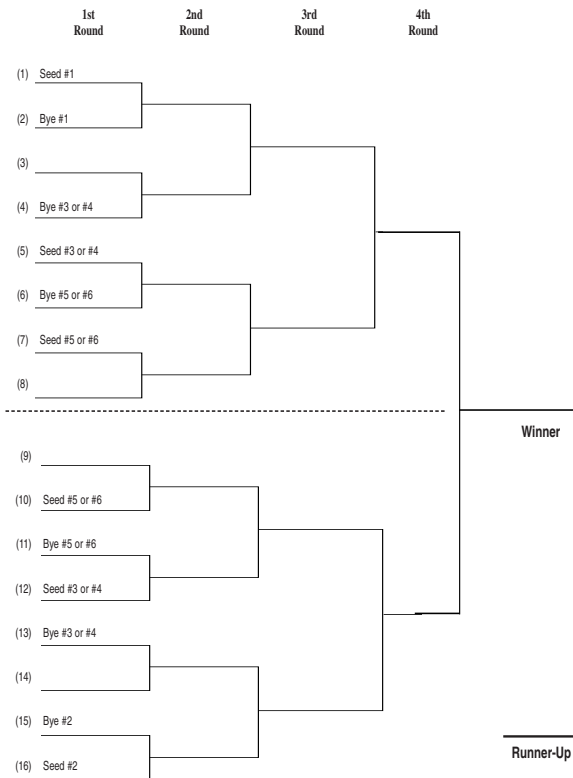 1st Round
2nd Round
3rd Round
4th Round
(1) Seed #1
(2) Bye #1
(3)
(4) Bye #3 or #4
(5) Seed #3 or #4
(6) Bye #5 or #6
(7) Seed #5 or #6
(8)
Winner
(9)
(10) Seed #5 or #6
(11) Bye #5 or #6
(12) Seed #3 or #4
(13) Bye #3 or #4
(14)
(15) Bye #2
(16) Seed #2
Runner-Up